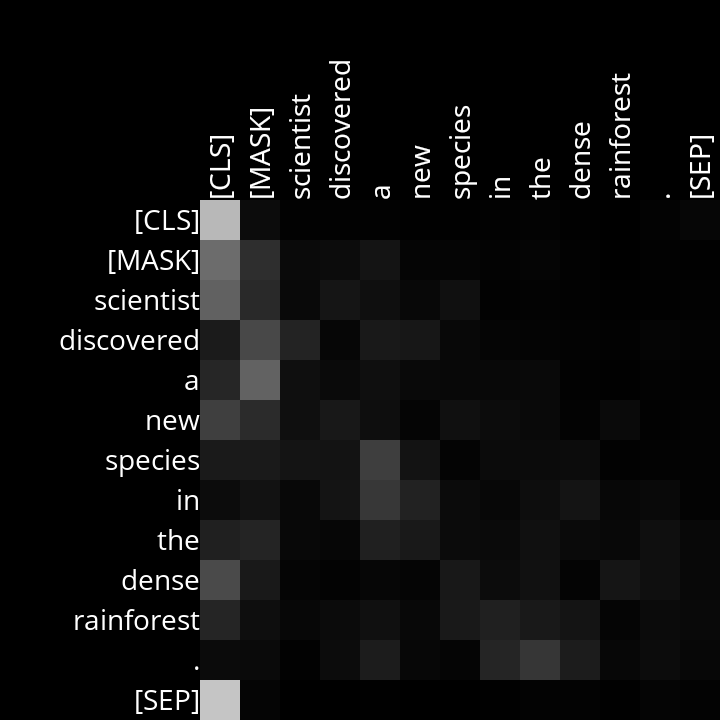 [CLS] [MASK] scientist discovered a new species in the dense rainforest . [SEP]
[CLS]
[MASK]
scientist
discovered
a
new
species
in
the
dense
rainforest
.
[SEP]